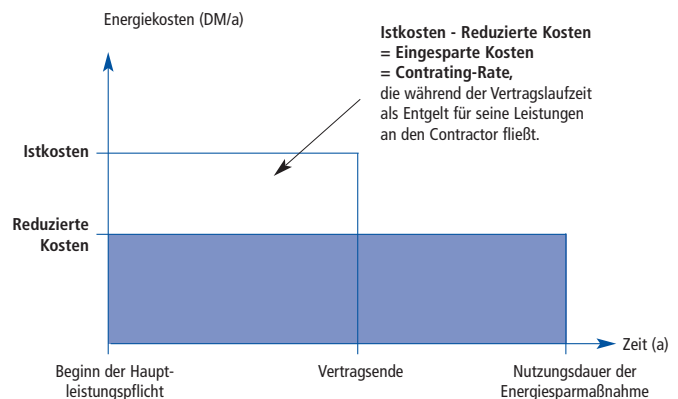 Energiekosten (DM/a)
Istkosten - Reduzierte Kosten
= Eingesparte Kosten
= Contrating-Rate,
die während der Vertragslaufzeit
als Entgelt für seine Leistungen
an den Contractor fließt.
Istkosten
Reduzierte
Kosten
Zeit (a)
Beginn der Haupt-
leistungspflicht
Vertragsende
Nutzungsdauer der
Energiesparmaßnahme